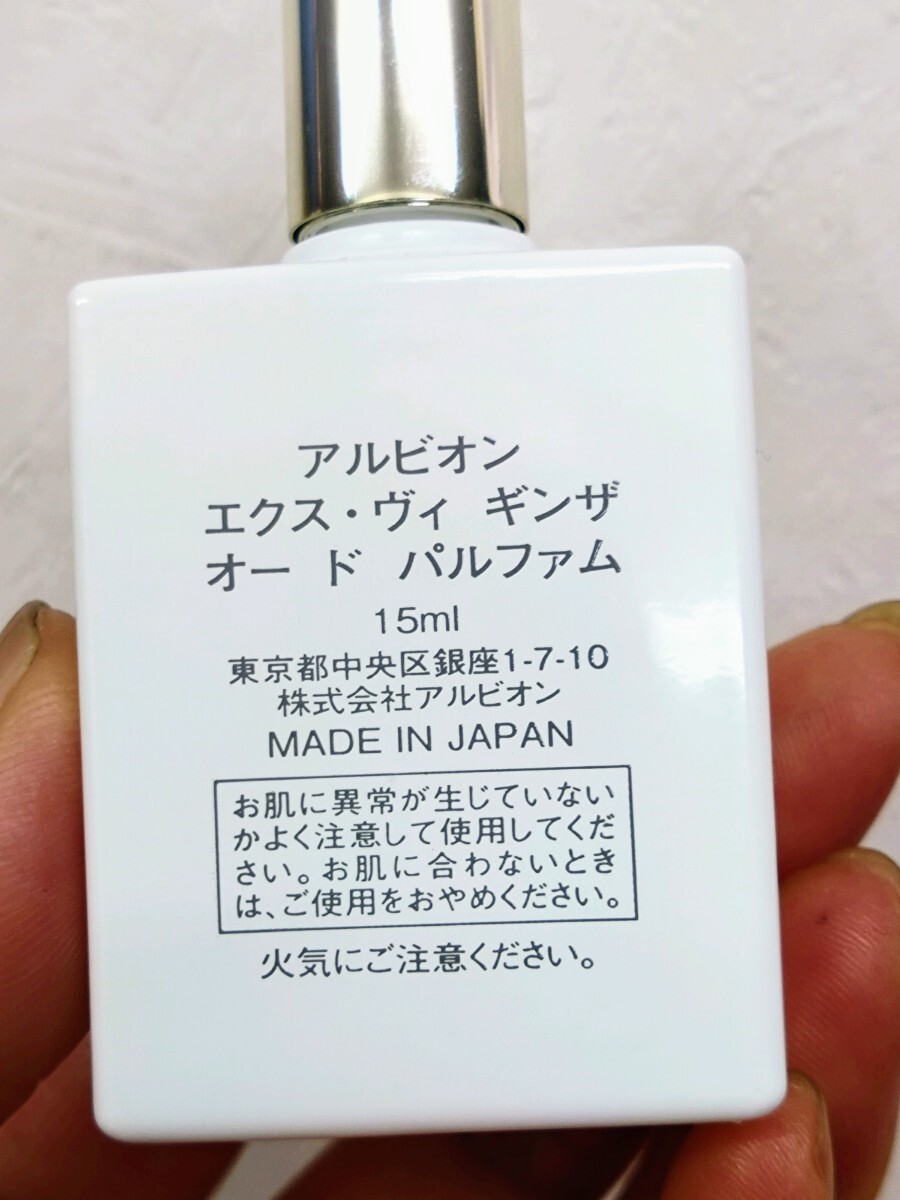 アルビオン
エクス・ヴィ ギンザ
オー ド パルファム
15ml
東京都中央区銀座1-7-10
株式会社アルビオン
MADE IN JAPAN
お肌に異常が生じていない
かよく注意して使用してくだ
さい。お肌に合わないとき
は、ご使用をおやめください。
火気にご注意ください。